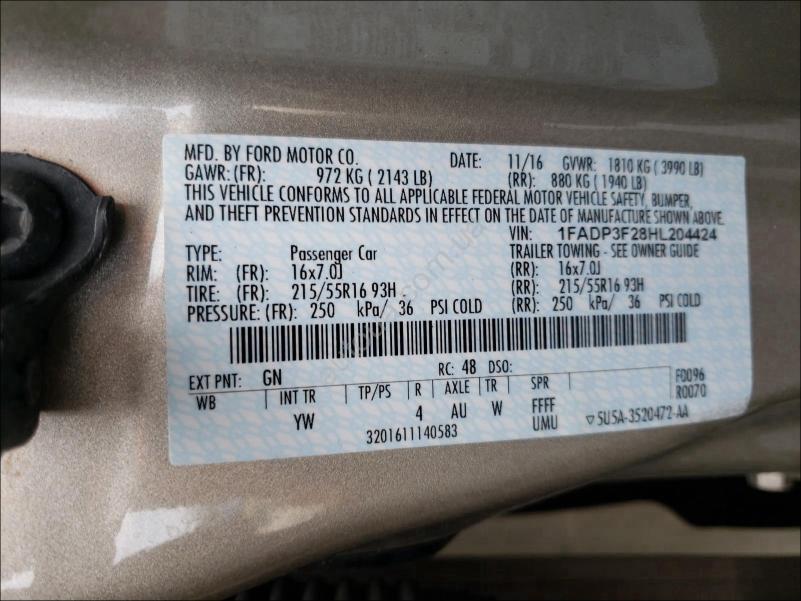 MFD. BY FORD MOTOR CO. DATE: 11/16 GVWR: 1810 KG ( 3990 LB)
GAWR: (FR): 972 KG ( 2143 LB) (RR): 880 KG ( 1940 LB)
THIS VEHICLE CONFORMS TO ALL APPLICABLE FEDERAL MOTOR VEHICLE SAFETY, BUMPER,
AND THEFT PREVENTION STANDARDS IN EFFECT ON THE DATE OF MANUFACTURE SHOWN ABOVE.
VIN: 1FADP3F28HL204424
TYPE: Passenger Car TRAILER TOWING - SEE OWNER GUIDE
RIM: (FR): 16x7.0J (RR): 16x7.0J
TIRE: (FR): 215/55R16 93H (RR): 215/55R16 93H
PRESSURE: (FR): 250 kPa/ 36 PSI COLD (RR): 250 kPa/ 36 PSI COLD
EXT PNT: GN RC: 48 DSO:
WB INT TR TP/PS R AXLE TR SPR F0096
R0070
YW 4 AU W FFFF
UMU
3201611140583 ▽ 5U5A-3520472-AA